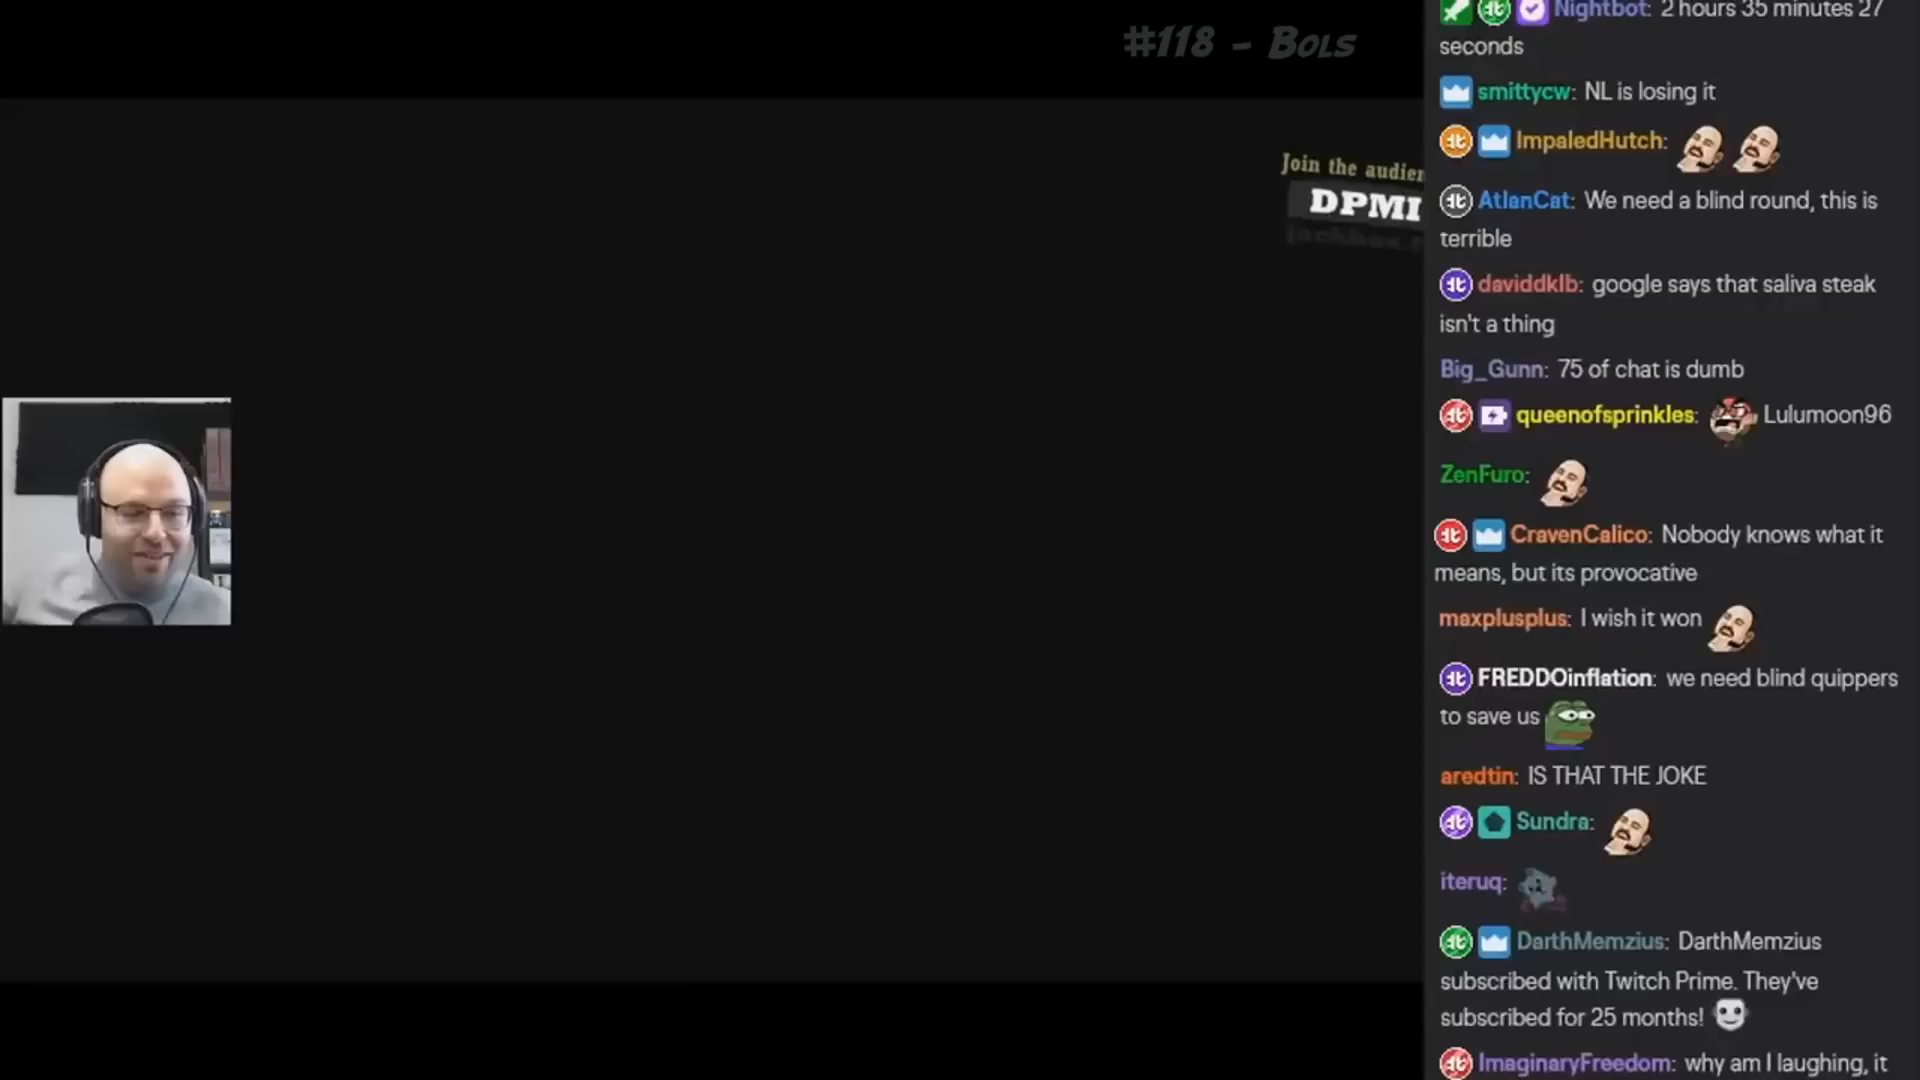 #118 - BOLS
Join the audien
DPMI
Nightbot: 2 hours 35 minutes 27
seconds
smittycw: NL is losing it
ImpaledHutch:
AtlanCat: We need a blind round, this is
terrible
daviddklb: google says that saliva steak
isn't a thing
Big_Gunn: 75 of chat is dumb
queenofsprinkles: Lulumoon96
ZenFuro:
CravenCalico: Nobody knows what it
means, but its provocative
maxplusplus: I wish it won
FREDDOinflation: we need blind quippers
to save us
aredtin: IS THAT THE JOKE
Sundra:
iteruq:
DarthMemzius: DarthMemzius
subscribed with Twitch Prime. They've
subscribed for 25 months!
ImaginaryFreedom: why am I laughing, it